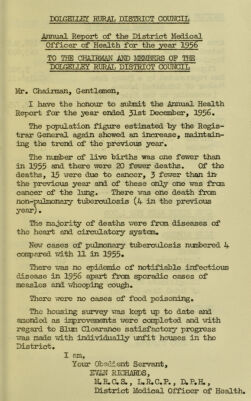 DOLGELLEY RURAL DISTRICT COUNCIL
Annual Report of the District Medical
Officer of Health for the year 1956
TO THE CHAIRMAN AND MEMBERS OF THE
DOLGELLEY RURAL DISTRICT COUNCIL
Mr. Chairman, Gentlemen,
I have the honour to submit the Annual Health
Report for the year ended 31st December, 1956.
The population figure estimated by the Regis-
trar General again showed an increase, maintain-
ing the trend of the previous year.
The number of live births was one fewer than
in 1955 and there were 20 fewer deaths. Of the
deaths, 15 were due to cancer, 3 fewer than in
the previous year and of these only one was from
cancer of the lung. There was one death from
non-pulmonary tuberculosis (4 in the previous
year).
The majority of deaths were from diseases of
the heart and circulatory system.
New cases of pulmonary tuberculosis numbered 4
compared with 11 in 1955.
There was no epidemic of notifiable infectious
disease in 1956 apart from sporadic cases of
measles and whooping cough.
There were no cases of food poisoning.
The housing survey was kept up to date and
amended as improvements were completed and with
regard to Slum Clearance satisfactory progress
was made with individually unfit houses in the
District.
I am,
Your Obedient Servant,
EVAN RICHARDS,
M.R.C.S., L.R.C.P., D.P.H.,
District Medical Officer of Health.